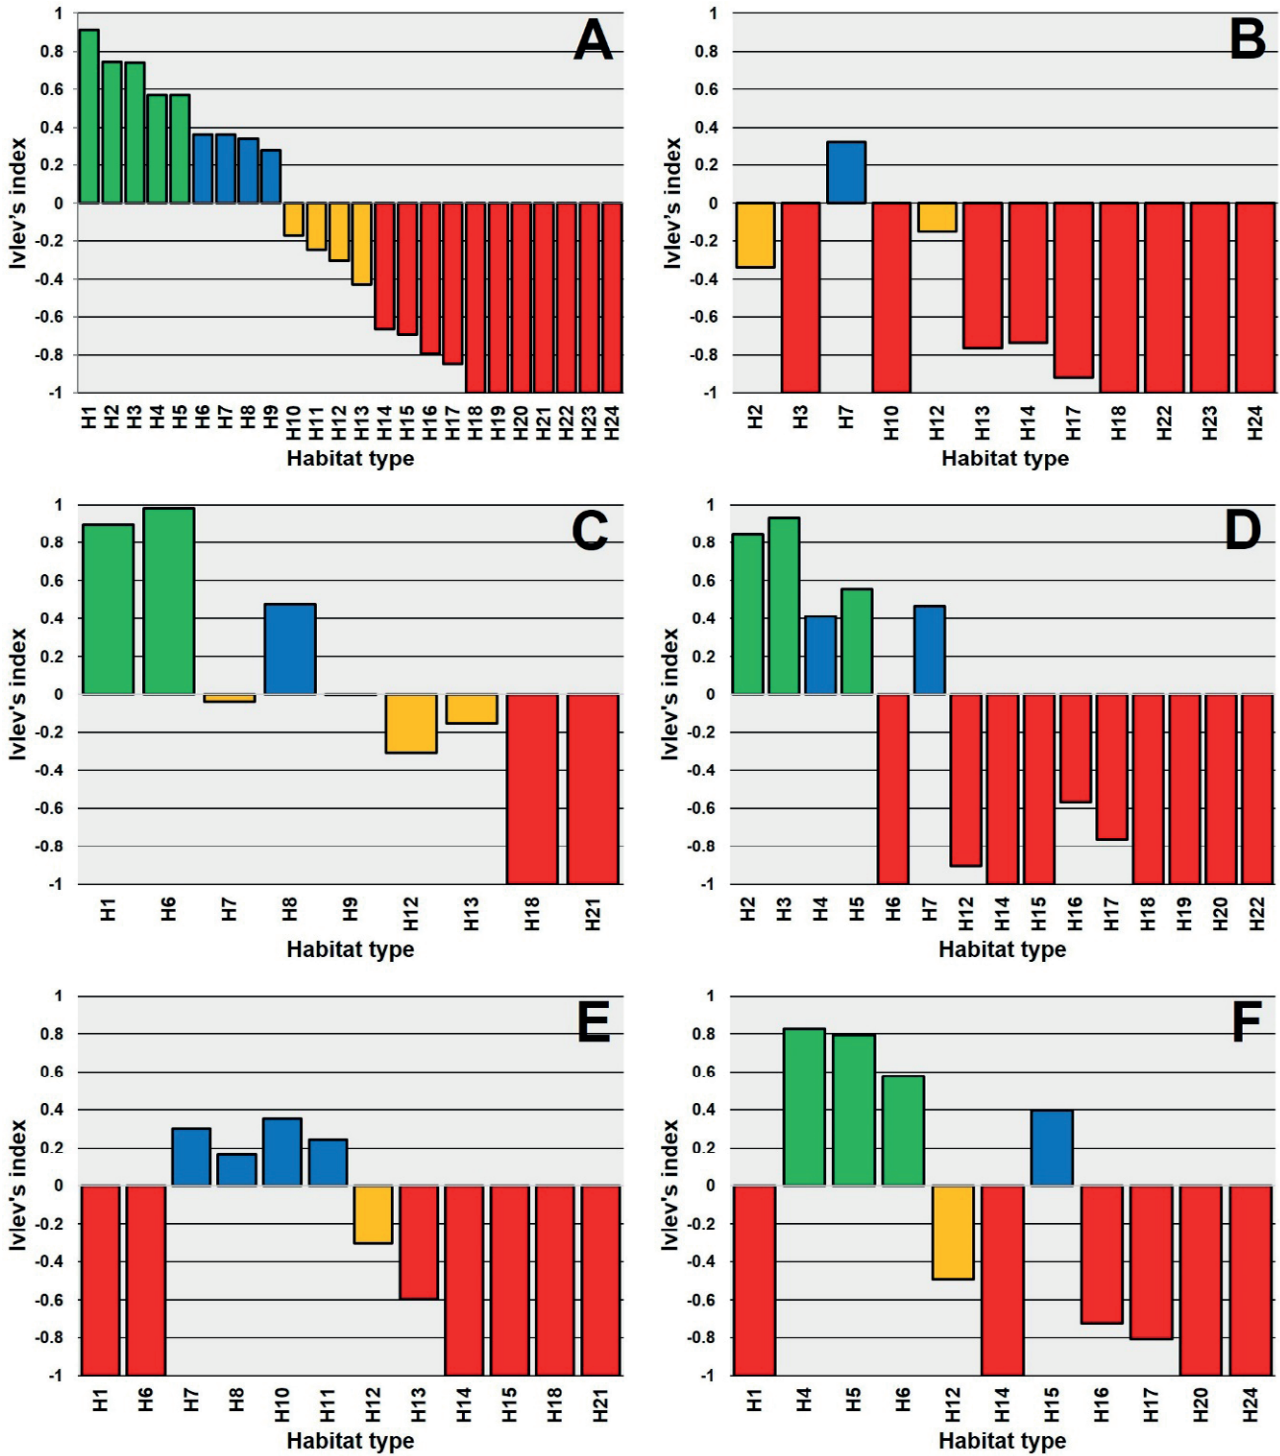 A
Ivlev's index
1
0.8
0.6
0.4
0.2
0
-0.2
-0.4
-0.6
-0.8
-1
H1 H2 H3 H4 H5 H6 H7 H8 H9 H10 H11 H12 H13 H14 H15 H16 H17 H18 H19 H20 H21 H22 H23 H24
Habitat type
B
Ivlev's index
1
0.8
0.6
0.4
0.2
0
-0.2
-0.4
-0.6
-0.8
-1
H2 H3 H7 H10 H12 H13 H14 H17 H18 H22 H23 H24
Habitat type
C
Ivlev's index
1
0.8
0.6
0.4
0.2
0
-0.2
-0.4
-0.6
-0.8
-1
H1 H6 H7 H8 H9 H12 H13 H18 H21
Habitat type
D
Ivlev's index
1
0.8
0.6
0.4
0.2
0
-0.2
-0.4
-0.6
-0.8
-1
H2 H3 H4 H5 H6 H7 H12 H14 H15 H16 H17 H18 H19 H20 H22
Habitat type
E
Ivlev's index
1
0.8
0.6
0.4
0.2
0
-0.2
-0.4
-0.6
-0.8
-1
H1 H6 H7 H8 H10 H11 H12 H13 H14 H15 H18 H21
Habitat type
F
Ivlev's index
1
0.8
0.6
0.4
0.2
0
-0.2
-0.4
-0.6
-0.8
-1
H1 H4 H5 H6 H12 H14 H15 H16 H17 H20 H24
Habitat type